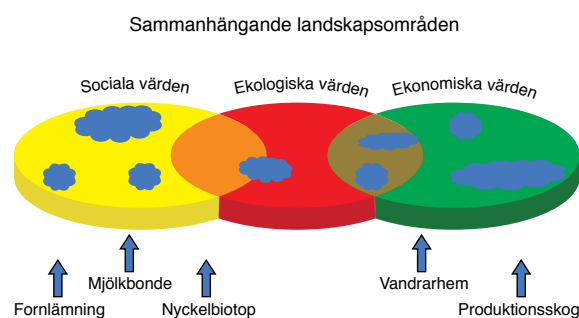 Sammanhängande landskapsområden
Sociala värden
Ekologiska värden
Ekonomiska värden
Mjölkbonde
Vandrarhem
Fornlämning
Nyckelbiotop
Produktionsskog